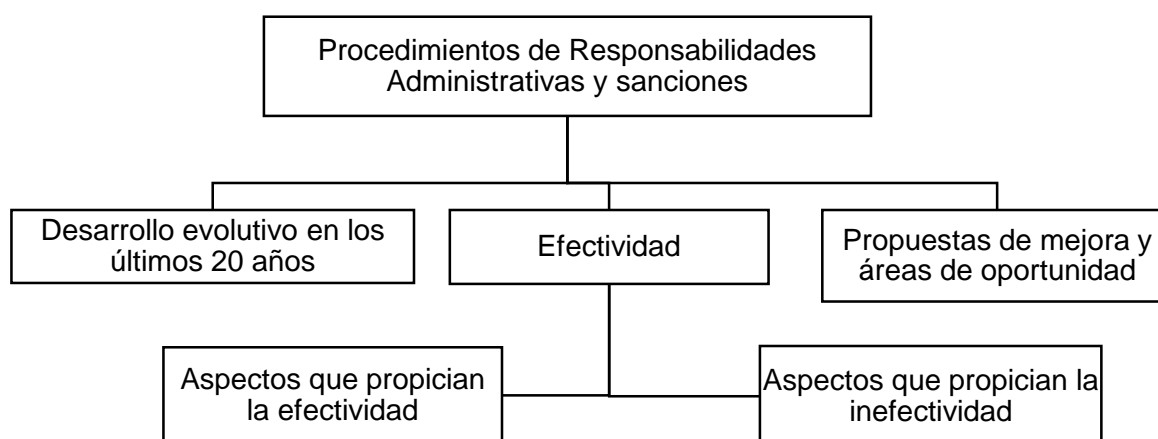 Procedimientos de Responsabilidades
Administrativas y sanciones
Desarrollo evolutivo en los
últimos 20 años
Efectividad
Propuestas de mejora y
áreas de oportunidad
Aspectos que propician
la efectividad
Aspectos que propician la
inefectividad